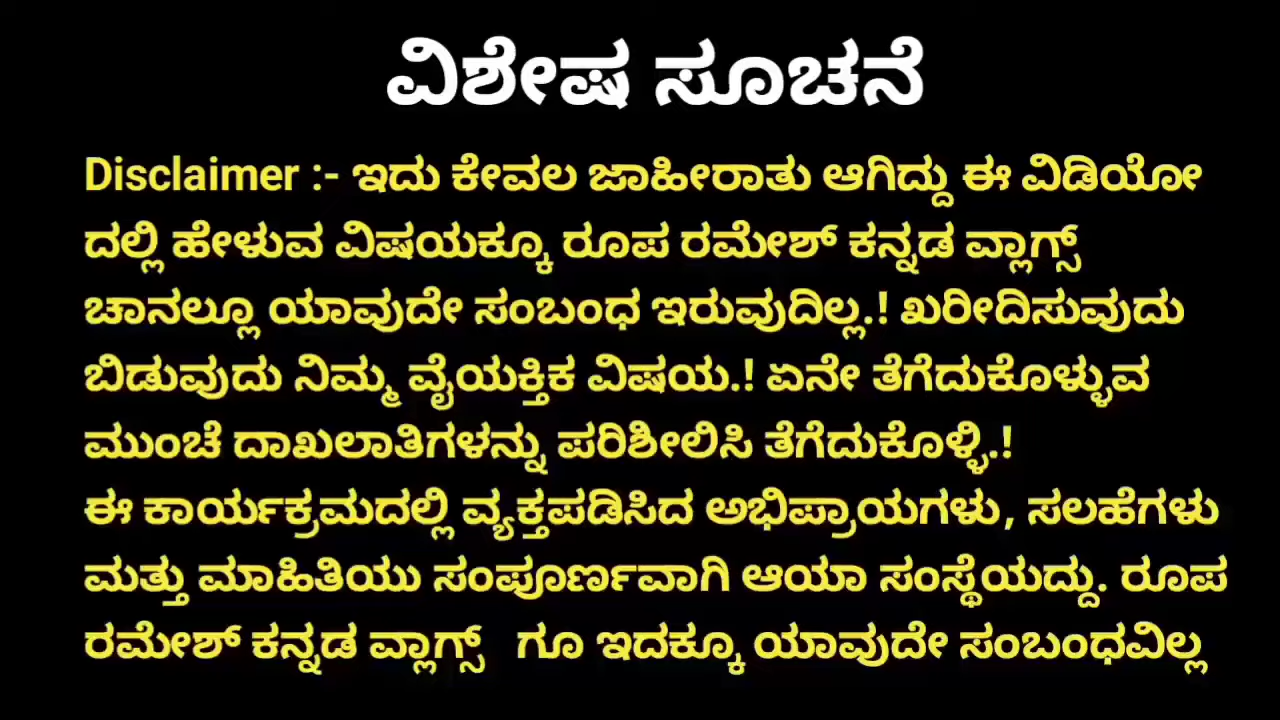 ವಿಶೇಷ ಸೂಚನೆ
Disclaimer :- ಇದು ಕೇವಲ ಜಾಹೀರಾತು ಆಗಿದ್ದು ಈ ವಿಡಿಯೋ
ದಲ್ಲಿ ಹೇಳುವ ವಿಷಯಕ್ಕೂ ರೂಪ ರಮೇಶ್ ಕನ್ನಡ ವ್ಲಾಗ್ಸ್
ಚಾನಲ್ಲೂ ಯಾವುದೇ ಸಂಬಂಧ ಇರುವುದಿಲ್ಲ.! ಖರೀದಿಸುವುದು
ಬಿಡುವುದು ನಿಮ್ಮ ವೈಯಕ್ತಿಕ ವಿಷಯ.! ಏನೇ ತೆಗೆದುಕೊಳ್ಳುವ
ಮುಂಚೆ ದಾಖಲಾತಿಗಳನ್ನು ಪರಿಶೀಲಿಸಿ ತೆಗೆದುಕೊಳ್ಳಿ.!
ಈ ಕಾರ್ಯಕ್ರಮದಲ್ಲಿ ವ್ಯಕ್ತಪಡಿಸಿದ ಅಭಿಪ್ರಾಯಗಳು, ಸಲಹೆಗಳು
ಮತ್ತು ಮಾಹಿತಿಯು ಸಂಪೂರ್ಣವಾಗಿ ಆಯಾ ಸಂಸ್ಥೆಯದ್ದು. ರೂಪ
ರಮೇಶ್ ಕನ್ನಡ ವ್ಲಾಗ್ಸ್ ಗೂ ಇದಕ್ಕೂ ಯಾವುದೇ ಸಂಬಂಧವಿಲ್ಲ